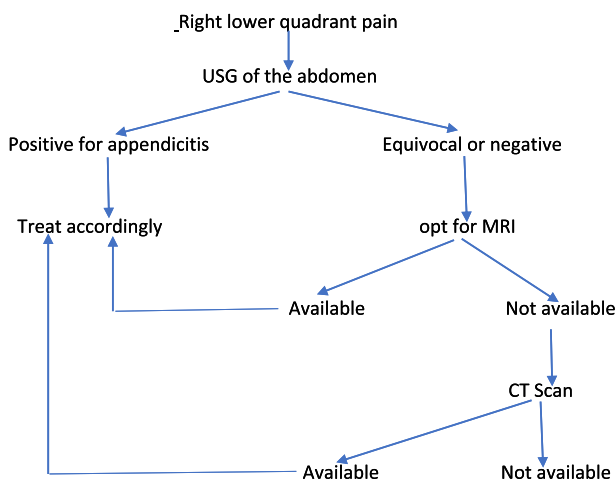 Right lower quadrant pain
USG of the abdomen
Positive for appendicitis
Equivocal or negative
Treat accordingly
opt for MRI
Available
Not available
CT Scan
Available
Not available